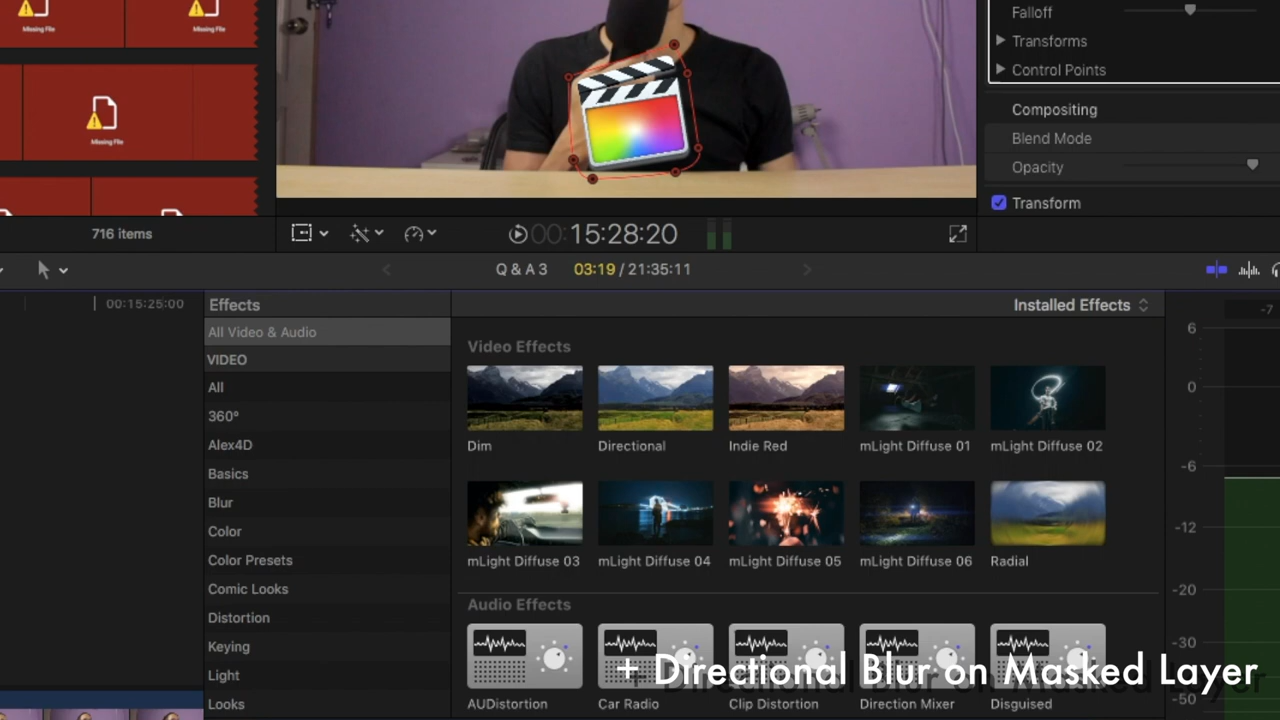 Missing File
Missing File
Missing File
716 items
Falloff
Transforms
Control Points
Compositing
Blend Mode
Opacity
Transform
00:15:28:20
Q & A 3 03:19 / 21:35:11
00:15:25:00
Effects
Installed Effects
All Video & Audio
VIDEO
All
360°
Alex4D
Basics
Blur
Color
Color Presets
Comic Looks
Distortion
Keying
Light
Looks
Video Effects
Dim
Directional
Indie Red
mLight Diffuse 01
mLight Diffuse 02
mLight Diffuse 03
mLight Diffuse 04
mLight Diffuse 05
mLight Diffuse 06
Radial
Audio Effects
AUDistortion
Car Radio
Clip Distortion
Direction Mixer
Disguised
-7
6
0
-6
-12
-20
-30
-50
+ Directional Blur on Masked Layer